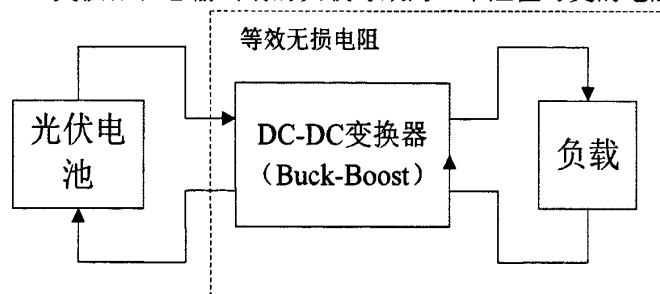 等效无损电阻
光伏电
池
DC-DC变换器
（Buck-Boost）
负载